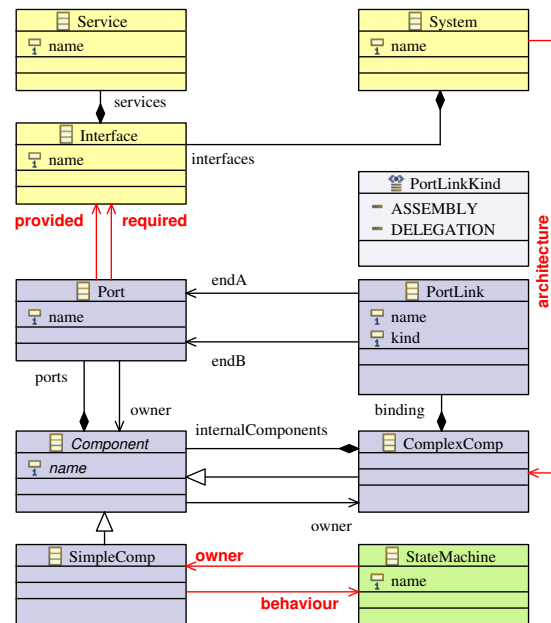 Service
name
System
name
services
Interface
name
interfaces
PortLinkKind
ASSEMBLY
DELEGATION
provided
required
architecture
Port
name
endA
PortLink
name
kind
endB
ports
owner
binding
Component
name
internalComponents
ComplexComp
owner
SimpleComp
owner
StateMachine
name
behaviour